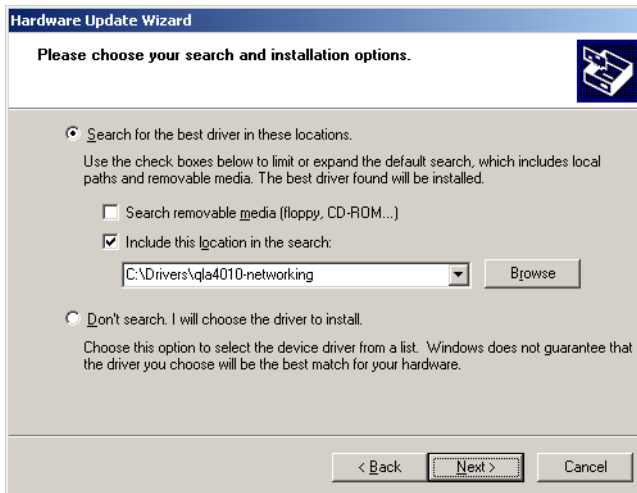 Hardware Update Wizard
Please choose your search and installation options.
Search for the best driver in these locations.
Use the check boxes below to limit or expand the default search, which includes local
paths and removable media. The best driver found will be installed.
Search removable media (floppy, CD-ROM...)
Include this location in the search:
C:\Drivers\qla4010-networking
Browse
Don't search. I will choose the driver to install.
Choose this option to select the device driver from a list.  Windows does not guarantee that
the driver you choose will be the best match for your hardware.
< Back
Next >
Cancel